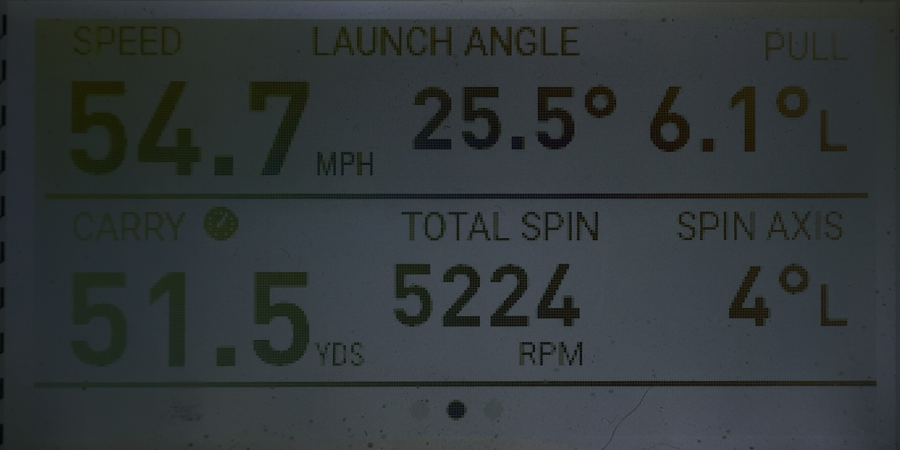 SPEED LAUNCH ANGLE PULL
54.7 MPH 25.5° 6.1° L
CARRY TOTAL SPIN SPIN AXIS
51.5 YDS 5224 RPM 4° L